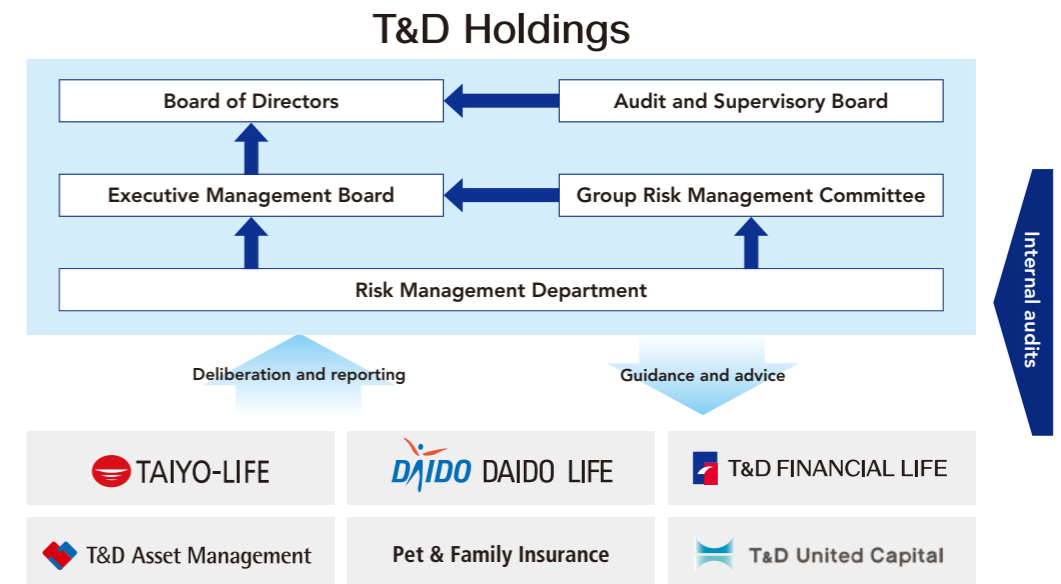 T&D Holdings
Board of Directors
Audit and Supervisory Board
Executive Management Board
Group Risk Management Committee
Risk Management Department
Internal audits
Deliberation and reporting
Guidance and advice
TAIYO-LIFE
DAIDO DAIDO LIFE
T&D FINANCIAL LIFE
T&D Asset Management
Pet & Family Insurance
T&D United Capital